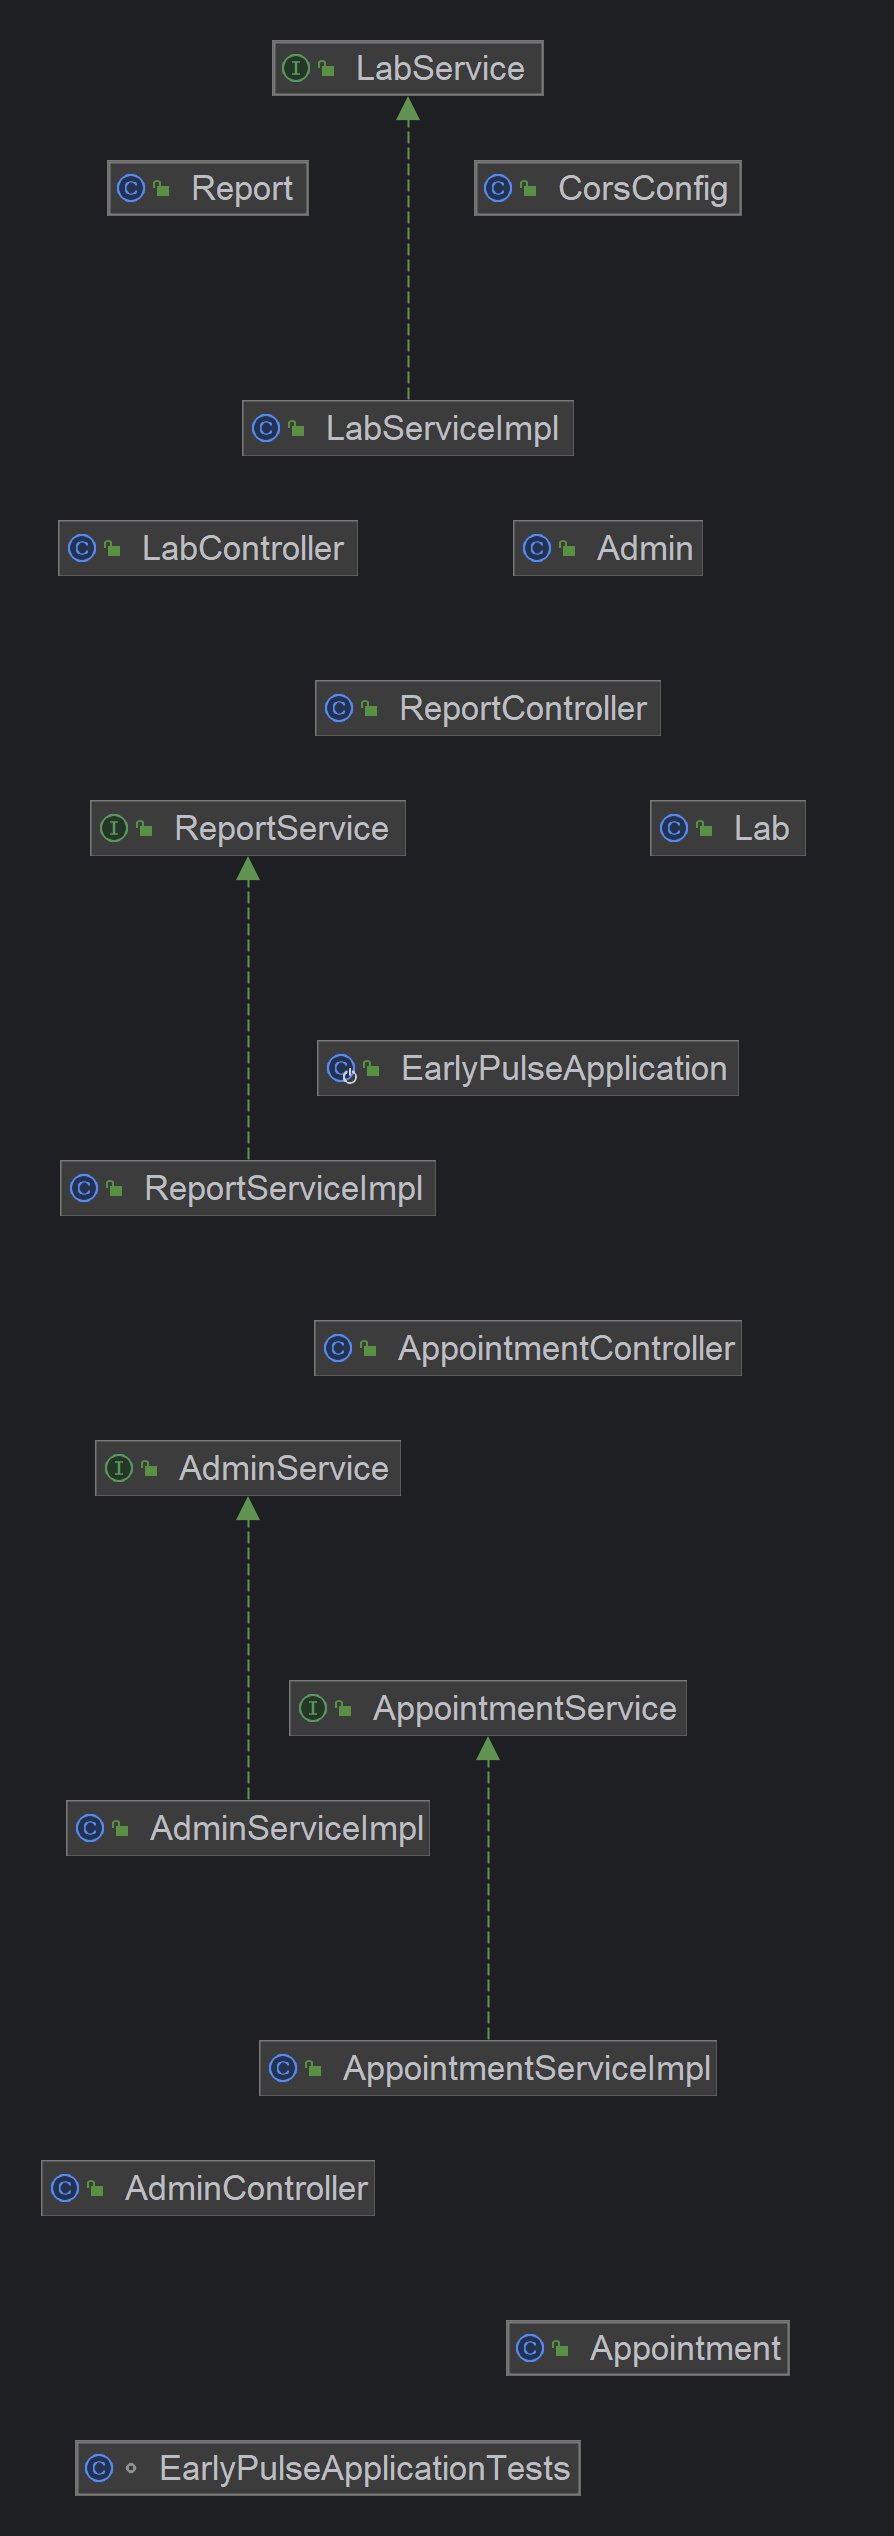 LabService
Report
CorsConfig
LabServiceImpl
LabController
Admin
ReportController
ReportService
Lab
EarlyPulseApplication
ReportServiceImpl
AppointmentController
AdminService
AppointmentService
AdminServiceImpl
AppointmentServiceImpl
AdminController
Appointment
EarlyPulseApplicationTests